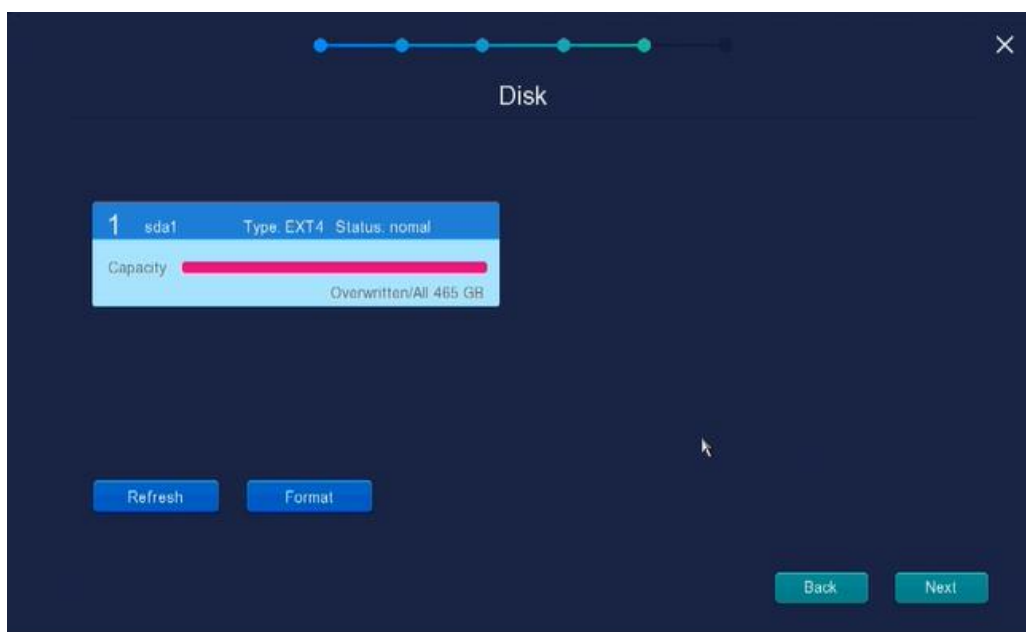 Disk
1 sda1 Type: EXT4 Status: nomal
Capacity
Overwritten/All 465 GB
Refresh Format
Back Next